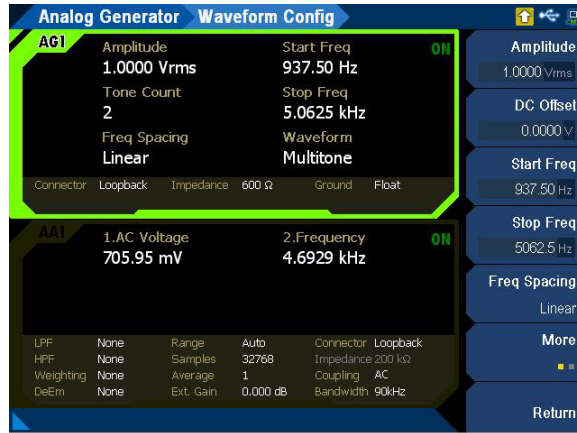 Analog Generator Waveform Config
AG1
Amplitude Start Freq ON
1.0000 Vrms 937.50 Hz
Tone Count Stop Freq
2 5.0625 kHz
Freq Spacing Waveform
Linear Multitone
Connector Loopback Impedance 600 Ω Ground Float
AA1
1.AC Voltage 2.Frequency ON
705.95 mV 4.6929 kHz
LPF None Range Auto Connector Loopback
HPF None Samples 32768 Impedance 200 kΩ
Weighting None Average 1 Coupling AC
DeEm None Ext. Gain 0.000 dB Bandwidth 90kHz
Amplitude
1.0000 Vrms
DC Offset
0.0000 V
Start Freq
937.50 Hz
Stop Freq
5062.5 Hz
Freq Spacing
Linear
More
Return